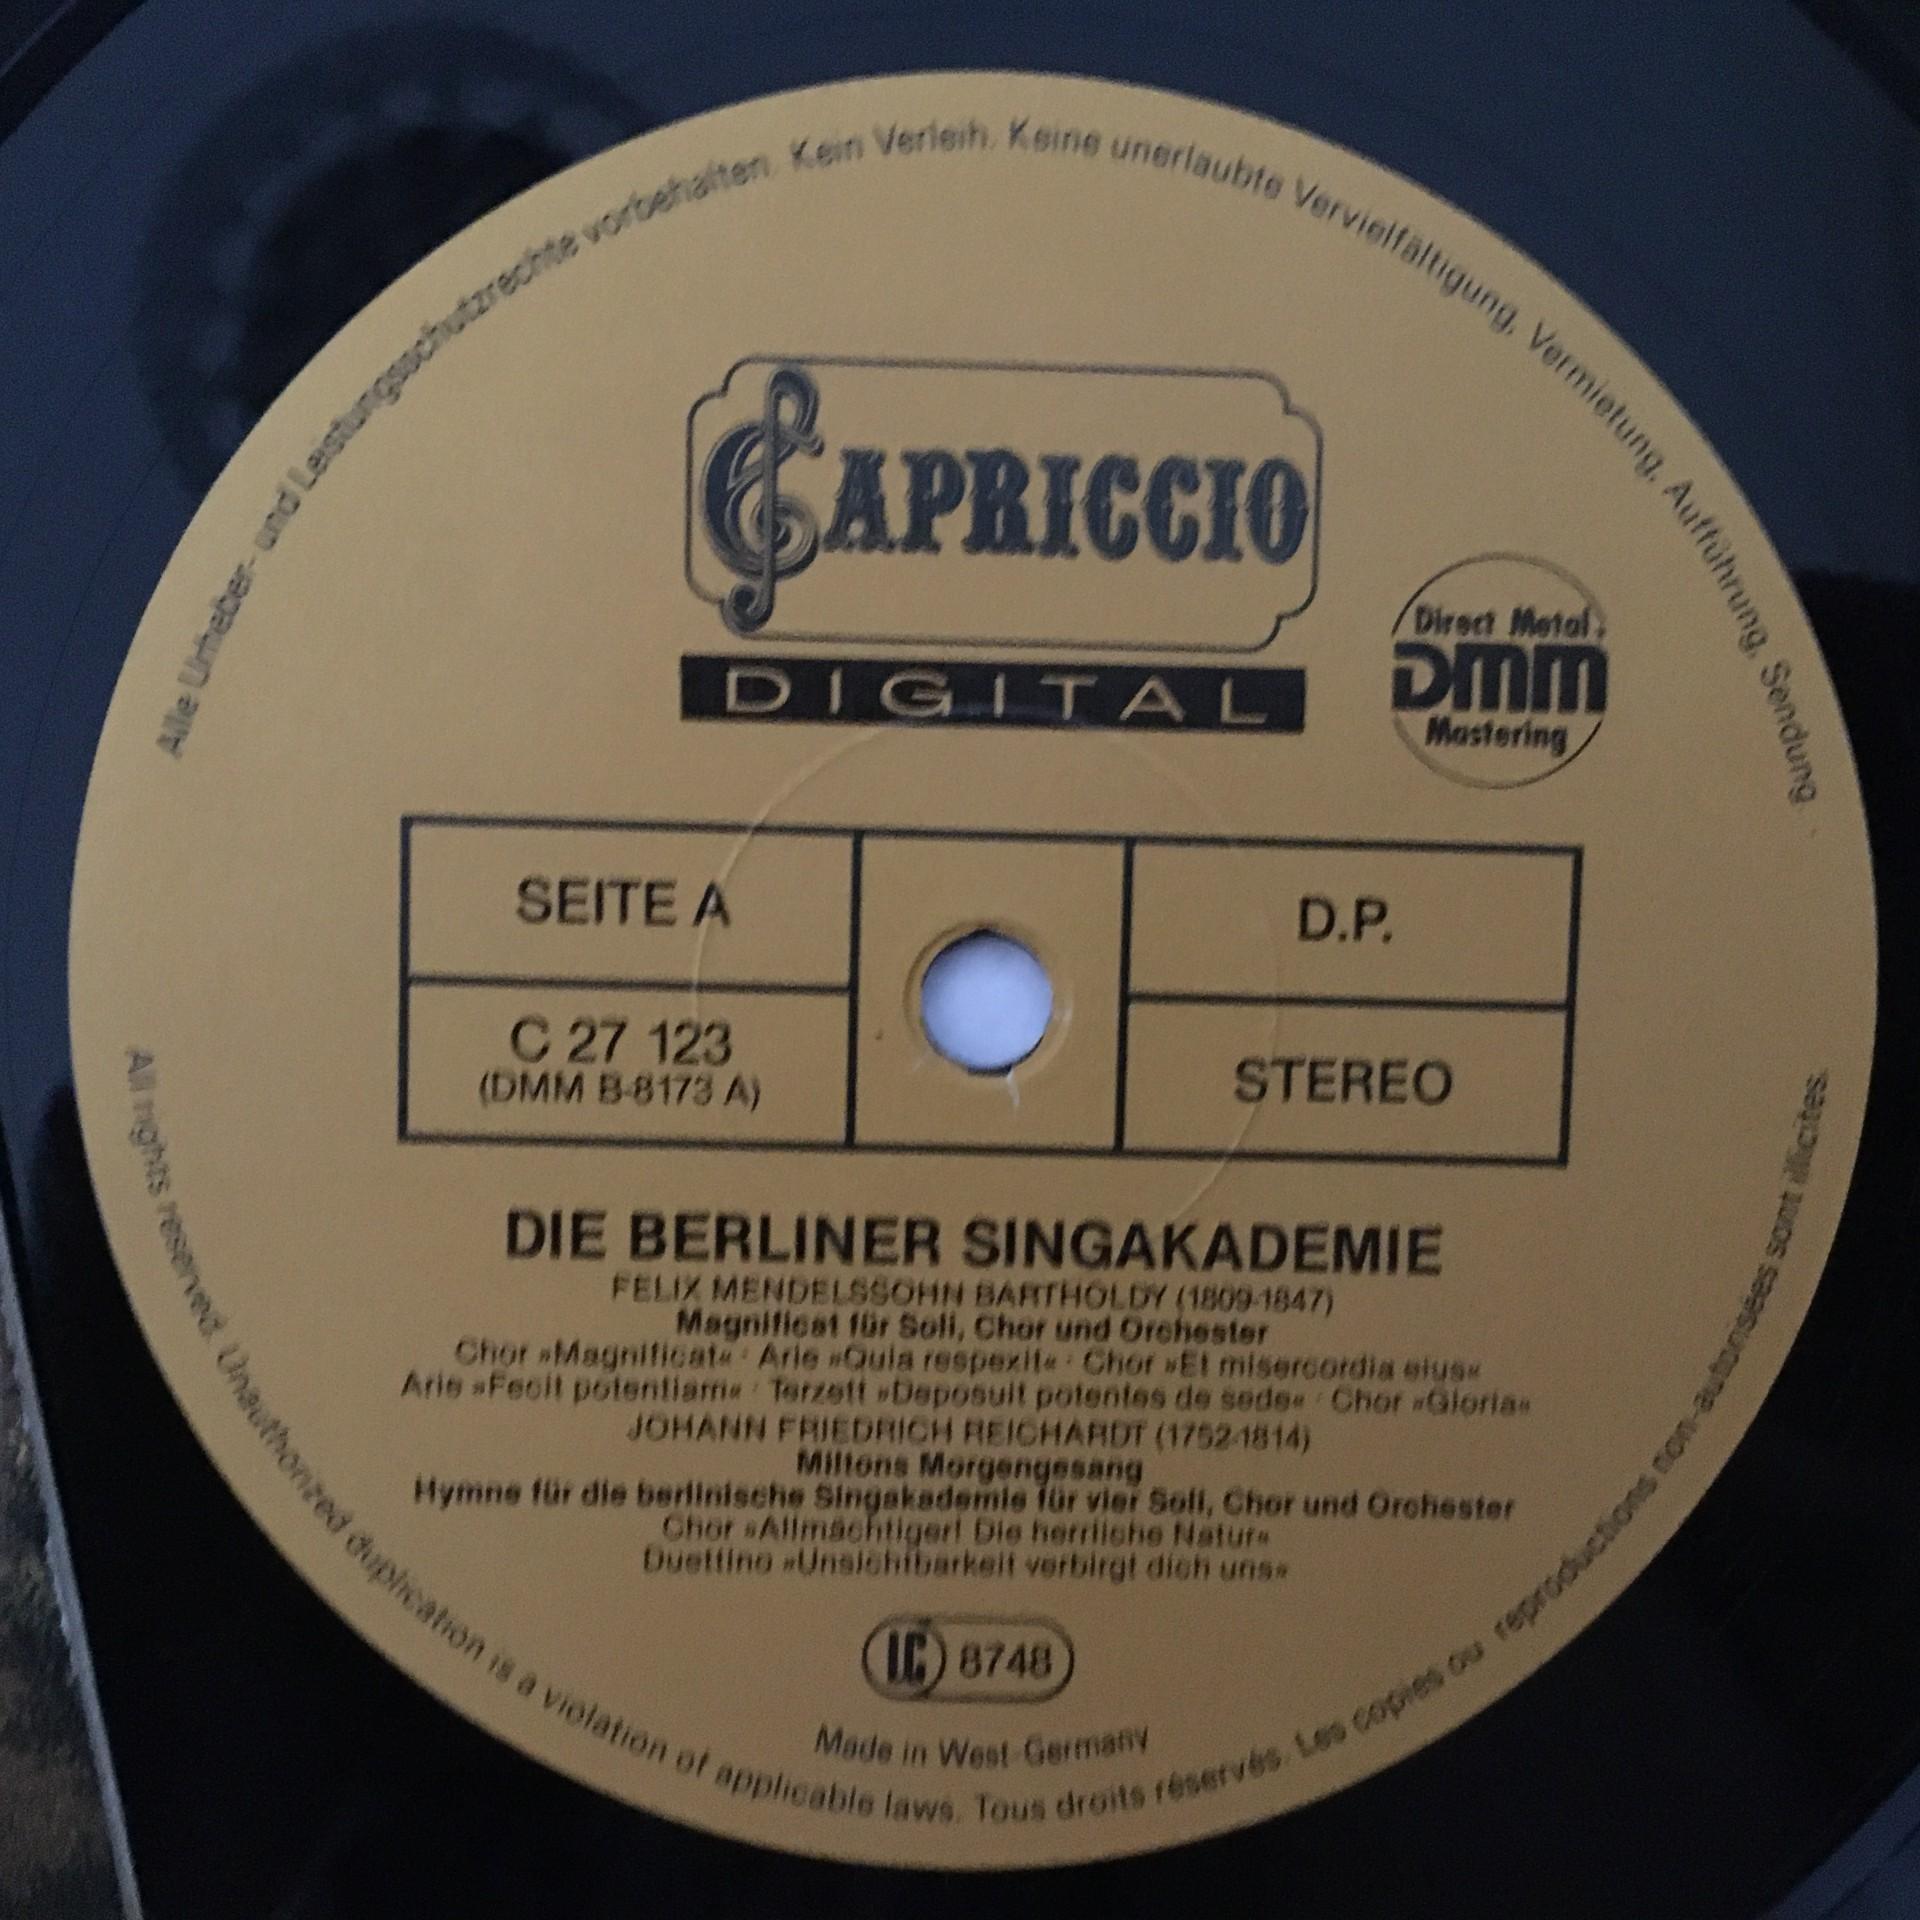 Alle Urheber- und Leistungsschutzrechte vorbehalten. Kein Verleih. Keine unerlaubte Vervielfältigung, Vermietung, Aufführung, Sendung
CAPRICCIO
DIGITAL
Direct Metal
DMM
Mastering
SEITE A
D.P.
C 27 123
(DMM B-8173 A)
STEREO
DIE BERLINER SINGAKADEMIE
FELIX MENDELSSOHN BARTHOLDY (1809-1847)
Magnificat für Soli, Chor und Orchester
Chor »Magnificat« · Arie »Quia respexit« · Chor »Et misercordia eius«
Arie »Fecit potentiam« · Terzett »Deposuit potentes de sede« · Chor »Gloria»
JOHANN FRIEDRICH REICHARDT (1752-1814)
Miltons Morgengesang
Hymne für die berlinische Singakademie für vier Soli, Chor und Orchester
Chor »Allmächtiger! Die herrliche Natur«
Duettino »Unsichtbarkeit verbirgt dich uns«
LC 8748
Made in West-Germany
All rights reserved. Unauthorized duplication is a violation of applicable laws. Tous droits réservés. Les copies ou reproductions non-autorisées sont illicites.